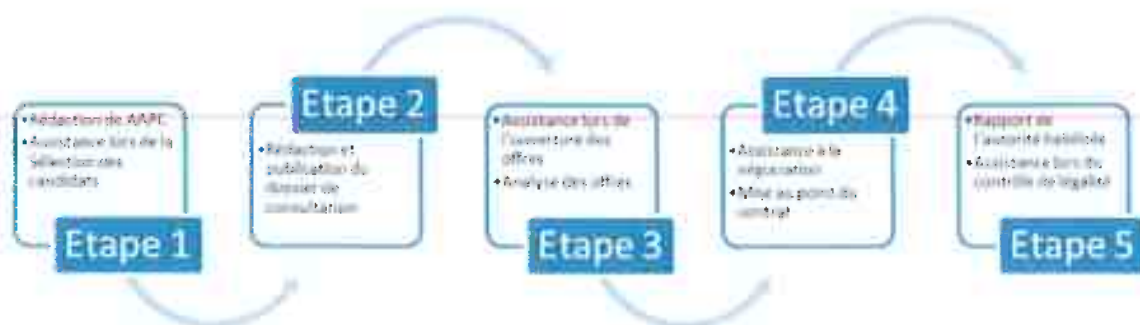 • Rédaction de AAPC
• Assistance lors de la
sélection des
candidats
Etape 1
Etape 2
• Rédaction et
publication du
dossier de
consultation
• Assistance lors de
l'ouverture des
offres
• Analyse des offres
Etape 3
Etape 4
• Assistance à la
négociation
• Mise au point du
contrat
• Rapport de
l'autorité habilitée
• Assistance lors du
contrôle de légalité
Etape 5